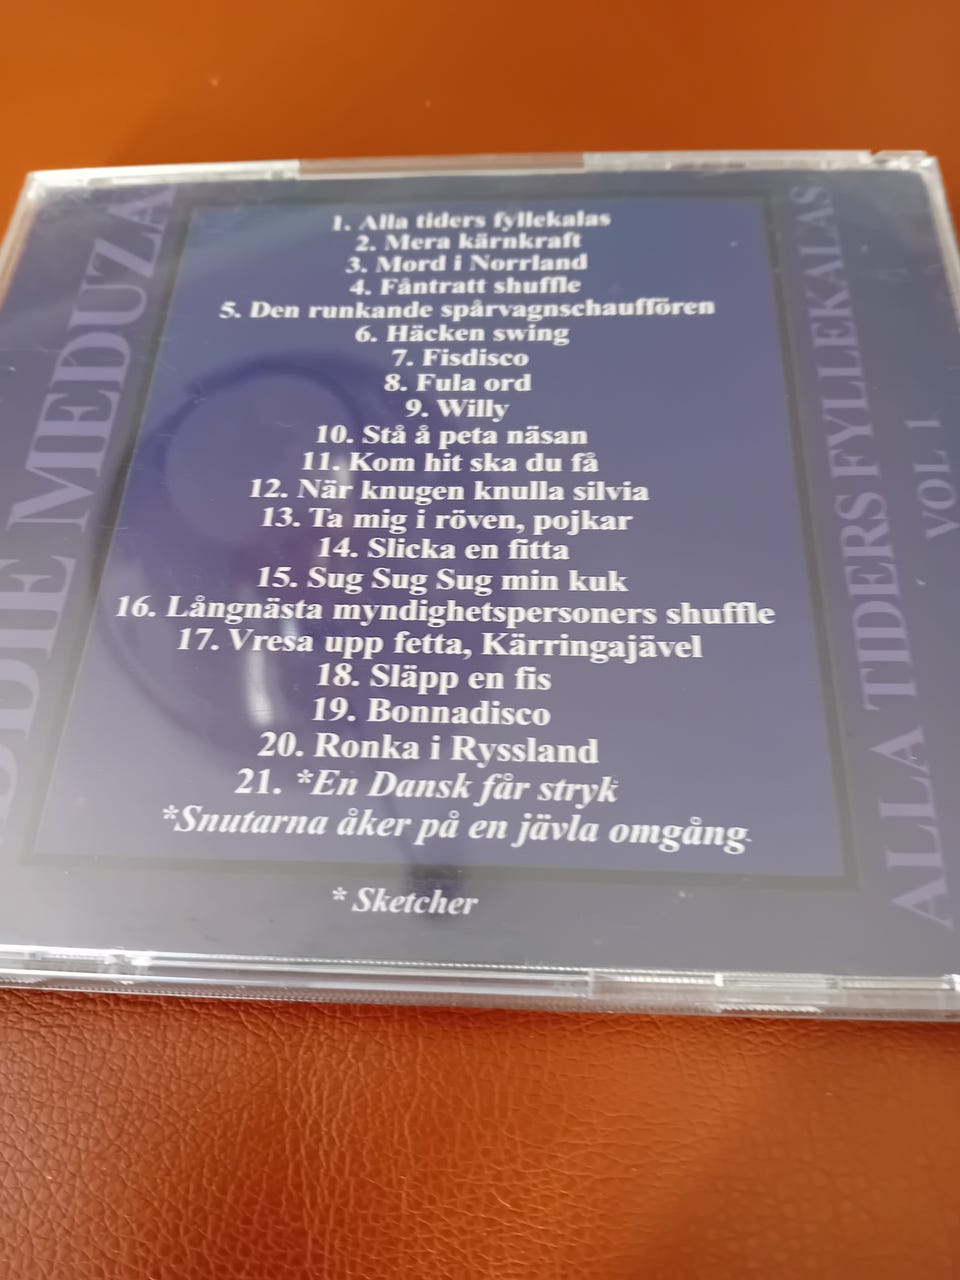 1. Alla tiders fyllekalas
2. Mera kärnkraft
3. Mord i Norrland
4. Fåntratt shuffle
5. Den runkande spårvagnschaufören
6. Häcken swing
7. Fisdisco
8. Fula ord
9. Willy
10. Stå å peta näsan
11. Kom hit ska du få
12. När knugen knulla silvia
13. Ta mig i röven, pojkar
14. Slicka en fitta
15. Sug Sug Sug min kuk
16. Långnästa myndighetspersoners shuffle
17. Vresa upp fetta, Kärringajävel
18. Släpp en fis
19. Bonnadisco
20. Ronka i Ryssland
21. *En Dansk får stryk
*Snutarna åker på en jävla omgång
* Sketcher
DDIE MEDUZA
ALLA TIDERS FYLLEKALAS
VOL 1